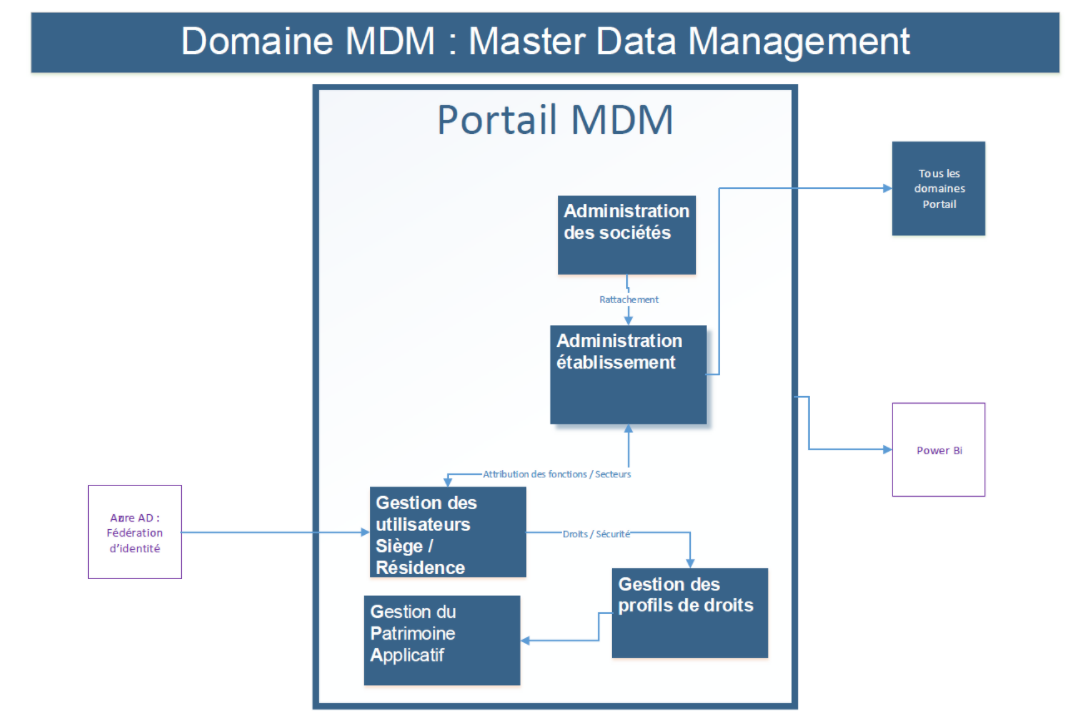 Domaine MDM : Master Data Management
Portail MDM
Tous les
domaines
Portail
Administration
des sociétés
Rattachement
Administration
établissement
Power Bi
Attribution des fonctions / Secteurs
Gestion des
utilisateurs
Siège /
Résidence
Azure AD :
Fédération
d'identité
Droits / Sécurité
Gestion des
profils de droits
Gestion du
Patrimoine
Applicatif